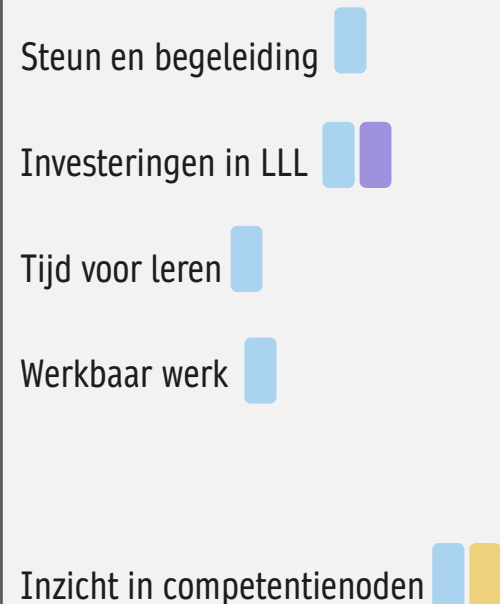 Steun en begeleiding
Investeringen in LLL
Tijd voor leren
Werkbaar werk
Inzicht in competentienoden